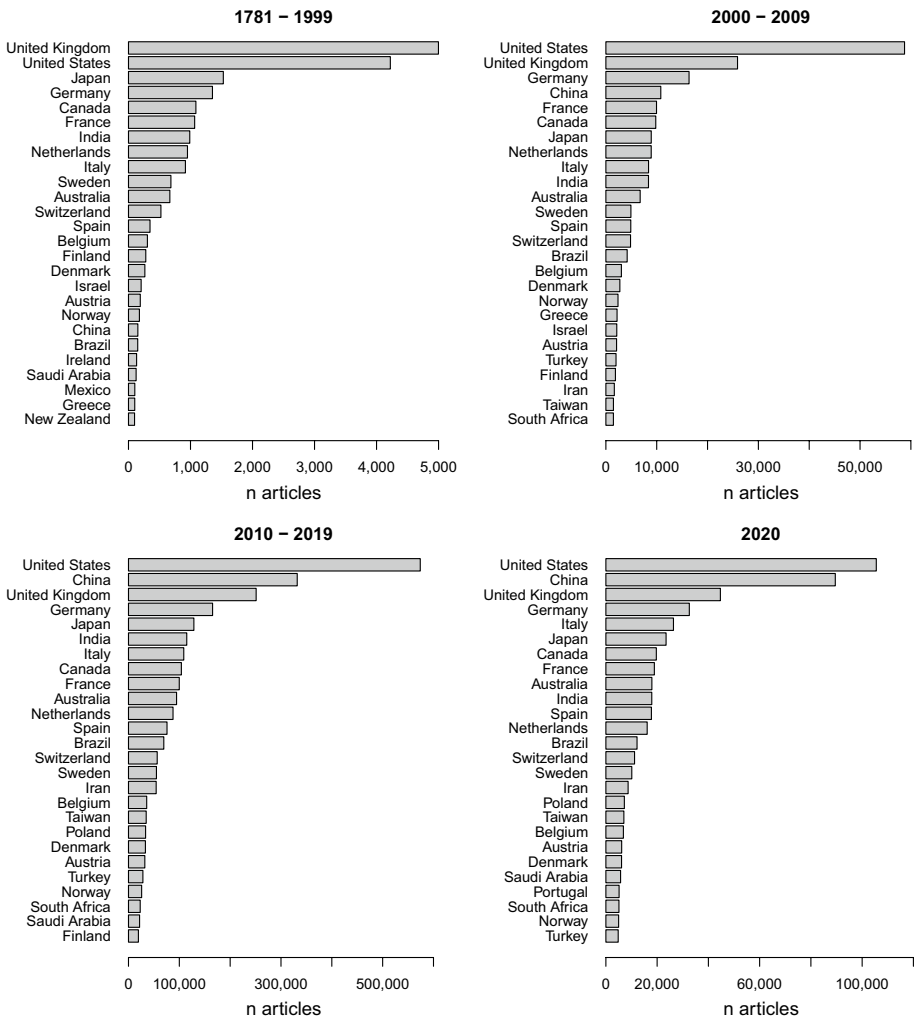 1781 − 1999
United Kingdom
United States
Japan
Germany
Canada
France
India
Netherlands
Italy
Sweden
Australia
Switzerland
Spain
Belgium
Finland
Denmark
Israel
Austria
Norway
China
Brazil
Ireland
Saudi Arabia
Mexico
Greece
New Zealand
0 1,000 2,000 3,000 4,000 5,000
n articles
2000 − 2009
United States
United Kingdom
Germany
China
France
Canada
Japan
Netherlands
Italy
India
Australia
Sweden
Spain
Switzerland
Brazil
Belgium
Denmark
Norway
Greece
Israel
Austria
Turkey
Finland
Iran
Taiwan
South Africa
0 10,000 30,000 50,000
n articles
2010 − 2019
United States
China
United Kingdom
Germany
Japan
India
Italy
Canada
France
Australia
Netherlands
Spain
Brazil
Switzerland
Sweden
Iran
Belgium
Taiwan
Poland
Denmark
Austria
Turkey
Norway
South Africa
Saudi Arabia
Finland
0 100,000 300,000 500,000
n articles
2020
United States
China
United Kingdom
Germany
Italy
Japan
Canada
France
Australia
India
Spain
Netherlands
Brazil
Switzerland
Sweden
Iran
Poland
Taiwan
Belgium
Austria
Denmark
Saudi Arabia
Portugal
South Africa
Norway
Turkey
0 20,000 60,000 100,000
n articles